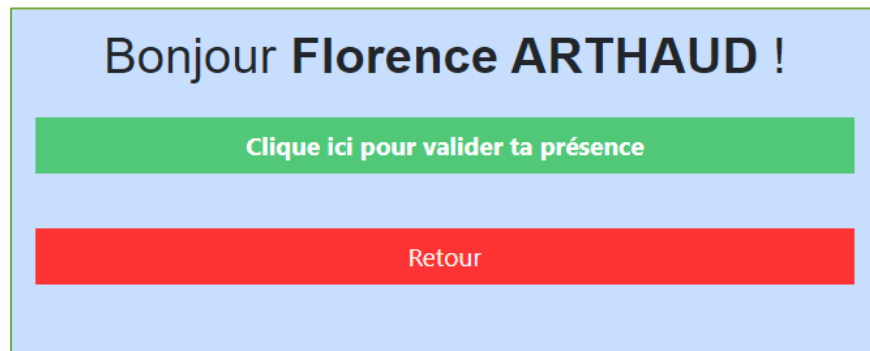 Bonjour Florence ARTHAUD !
Clique ici pour valider ta présence
Retour